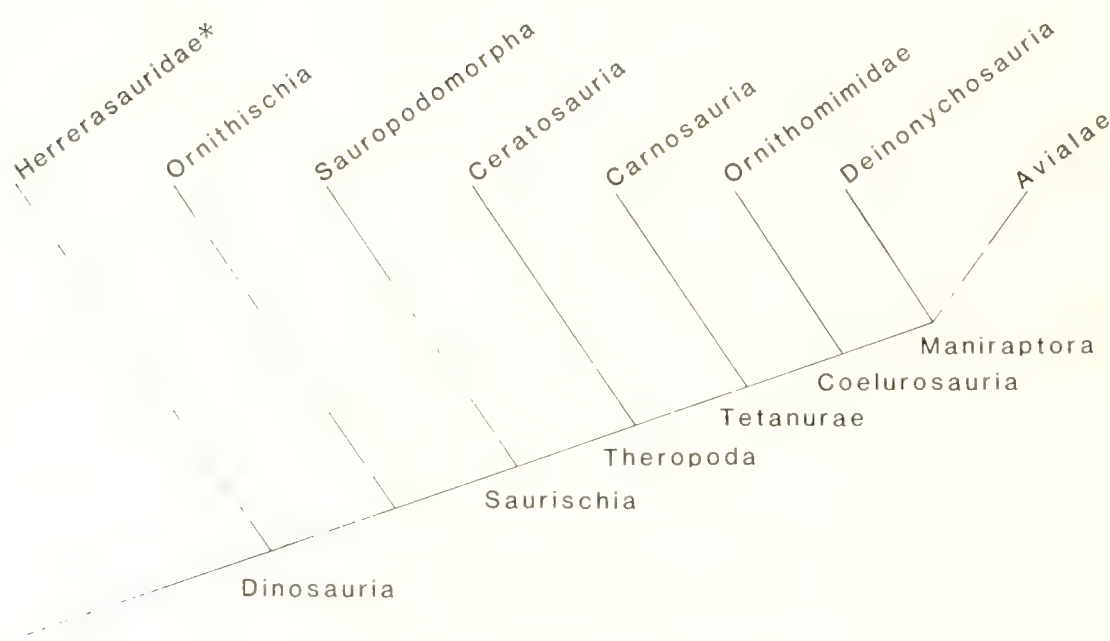 Herrerasauridae*
Ornithischia
Sauropodomorpha
Ceratosauria
Carnosauria
Ornithomimidae
Deinonychosauria
Avialae
Maniraptora
Coelurosauria
Tetanurae
Theropoda
Saurischia
Dinosauria